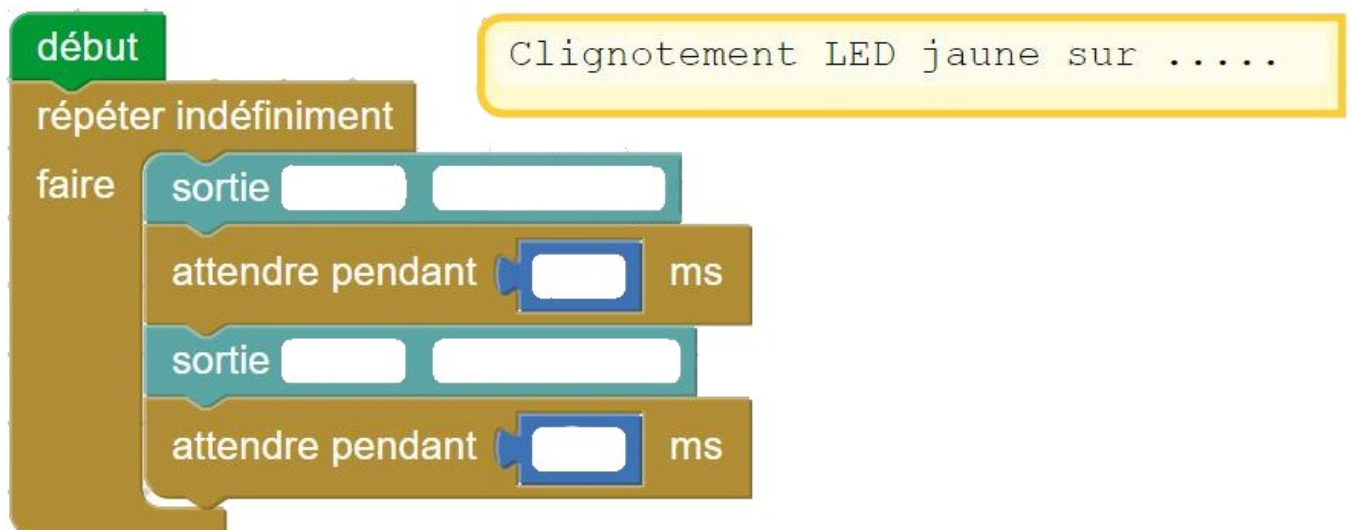 début
Clignotement LED jaune sur .....
répéter indéfiniment
faire
sortie
attendre pendant ms
sortie
attendre pendant ms